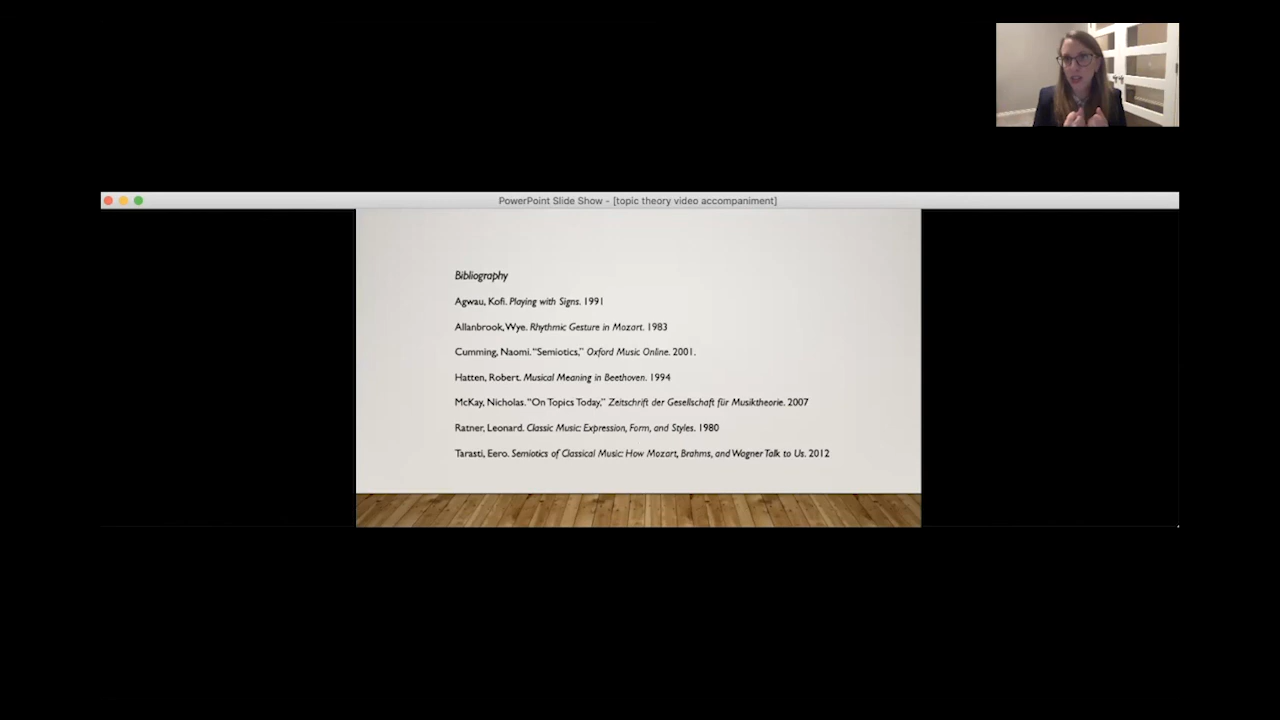 PowerPoint Slide Show - [topic theory video accompaniment]
Bibliography
Agwau, Kofi. Playing with Signs. 1991
Allanbrook, Wye. Rhythmic Gesture in Mozart. 1983
Cumming, Naomi. "Semiotics," Oxford Music Online. 2001.
Hatten, Robert. Musical Meaning in Beethoven. 1994
McKay, Nicholas. "On Topics Today," Zeitschrift der Gesellschaft für Musiktheorie. 2007
Ratner, Leonard. Classic Music: Expression, Form, and Styles. 1980
Tarasti, Eero. Semiotics of Classical Music: How Mozart, Brahms, and Wagner Talk to Us. 2012